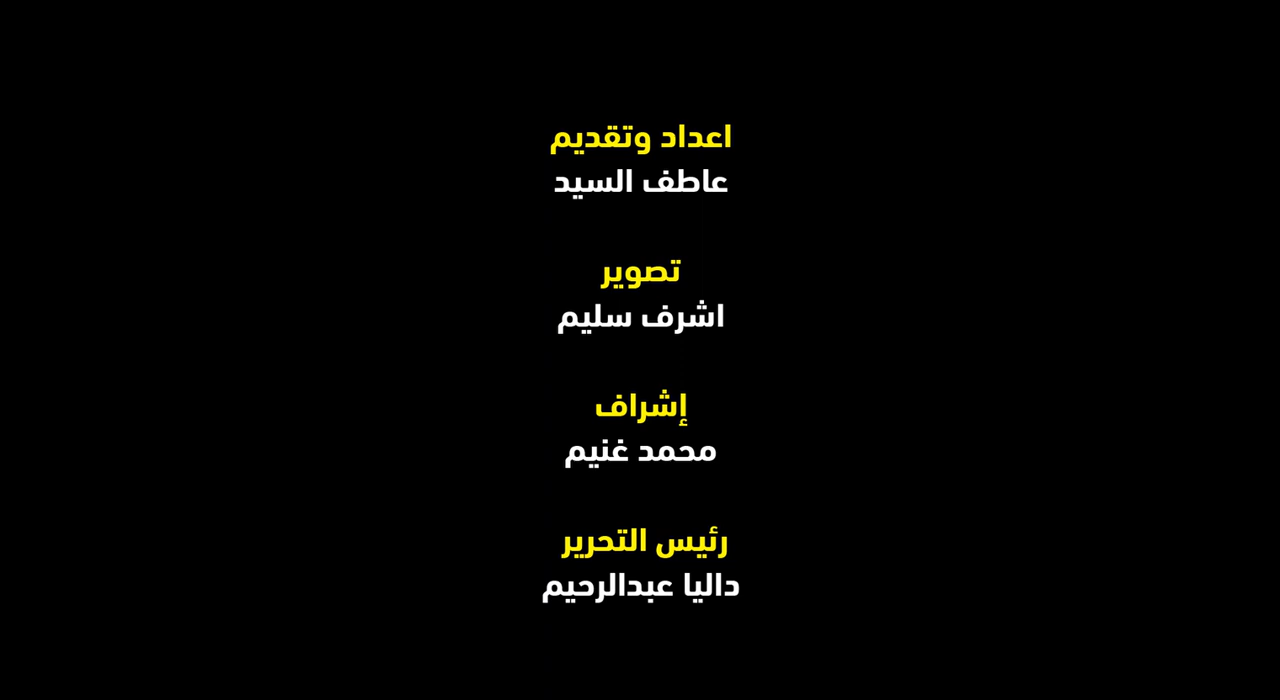 اعداد وتقديم
عاطف السيد
تصوير
اشرف سليم
إشراف
محمد غنيم
رئيس التحرير
داليا عبدالرحيم